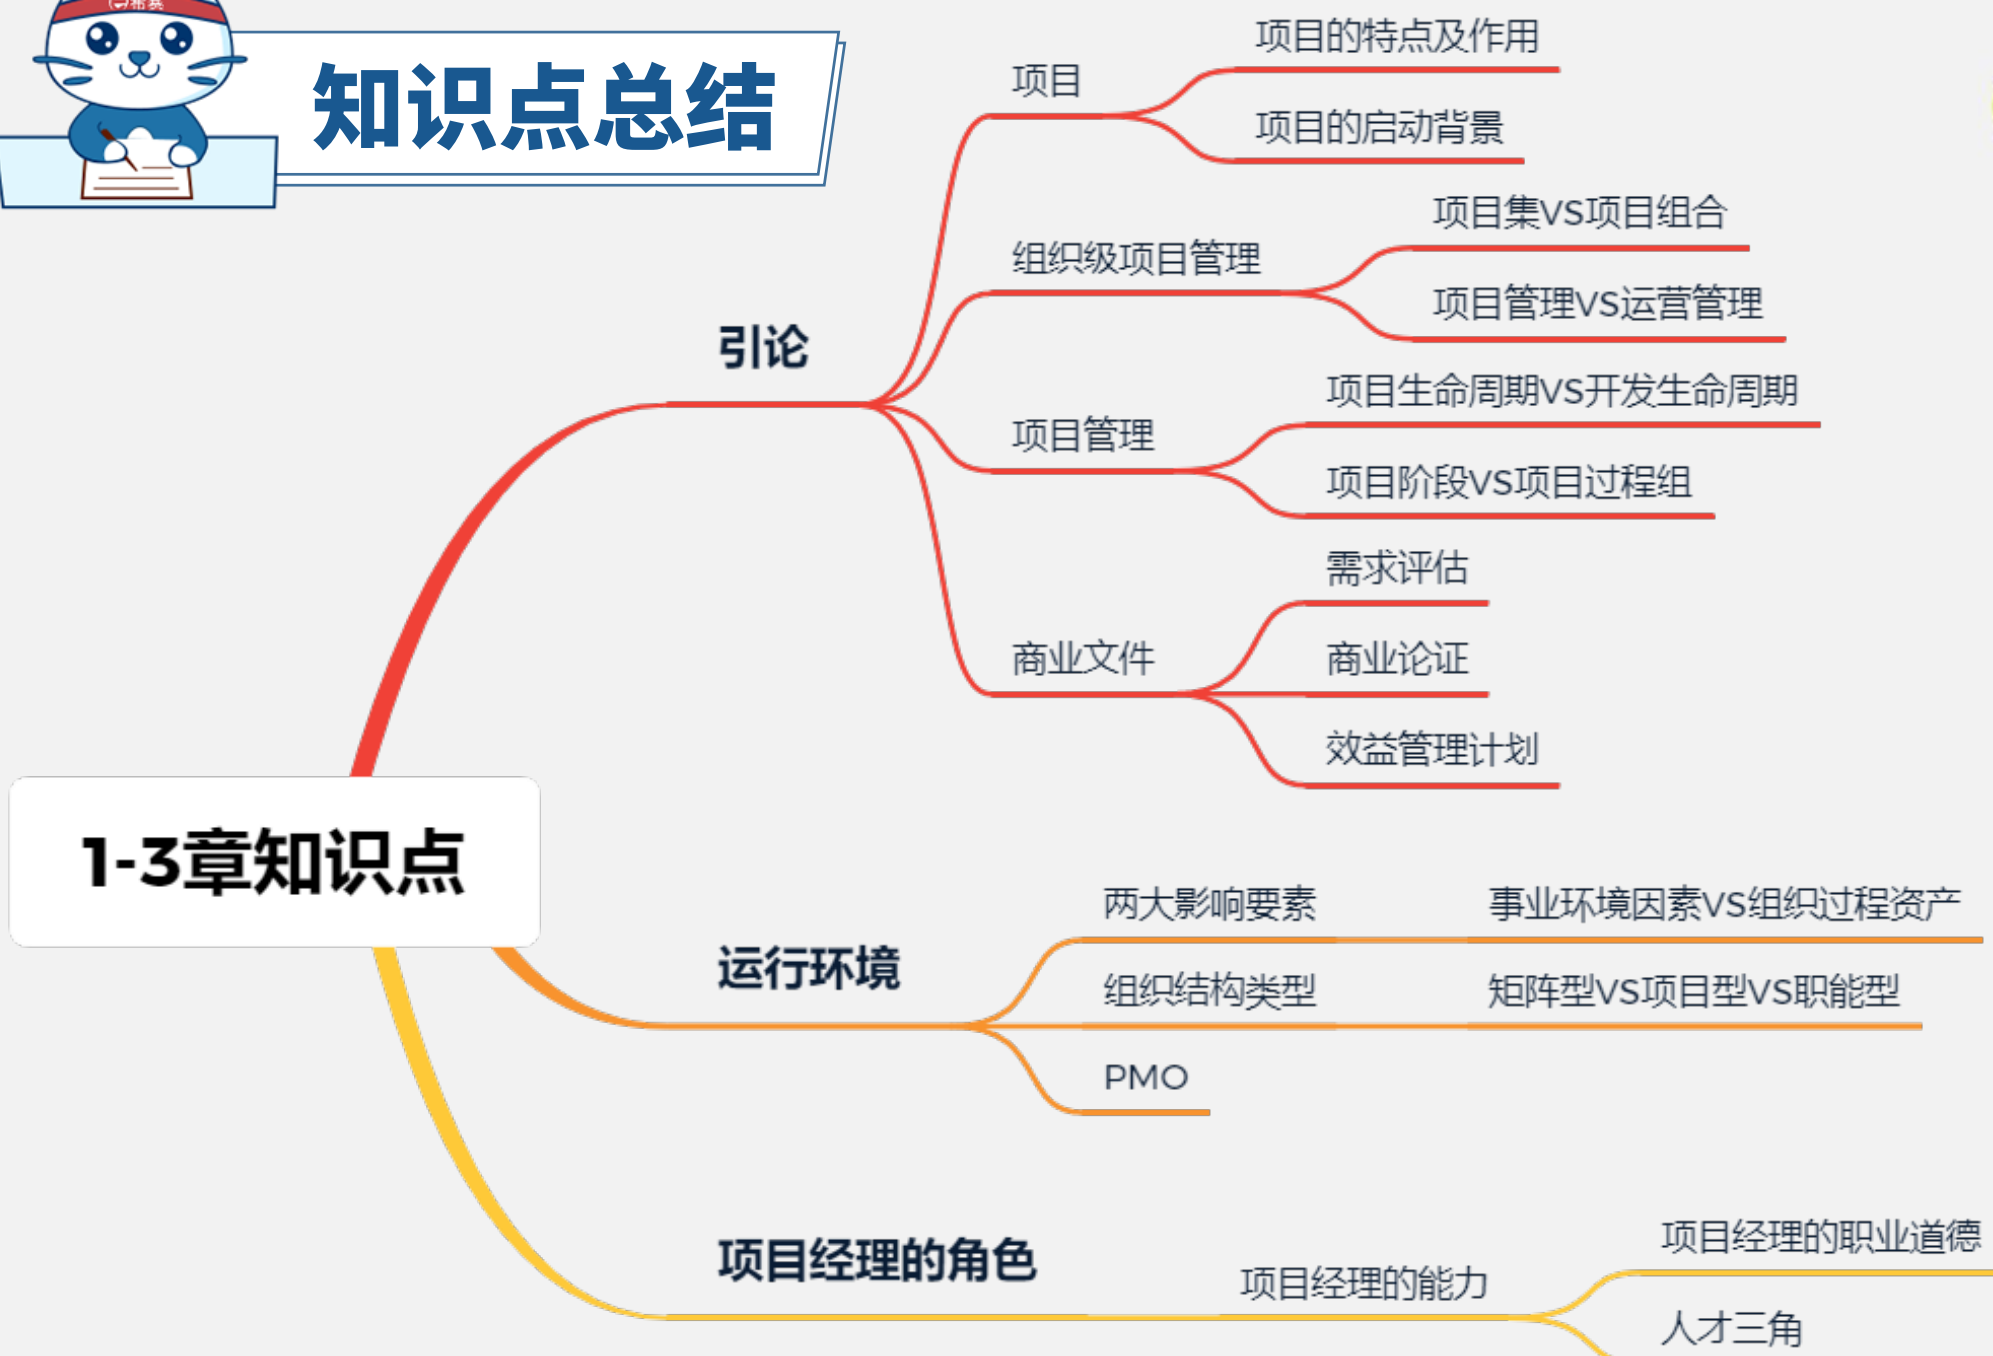 知识点总结
1-3章知识点
引论
项目
项目的特点及作用
项目的启动背景
组织级项目管理
项目集VS项目组合
项目管理VS运营管理
项目管理
项目生命周期VS开发生命周期
项目阶段VS项目过程组
商业文件
需求评估
商业论证
效益管理计划
运行环境
两大影响要素
事业环境因素VS组织过程资产
组织结构类型
矩阵型VS项目型VS职能型
PMO
项目经理的角色
项目经理的能力
项目经理的职业道德
人才三角